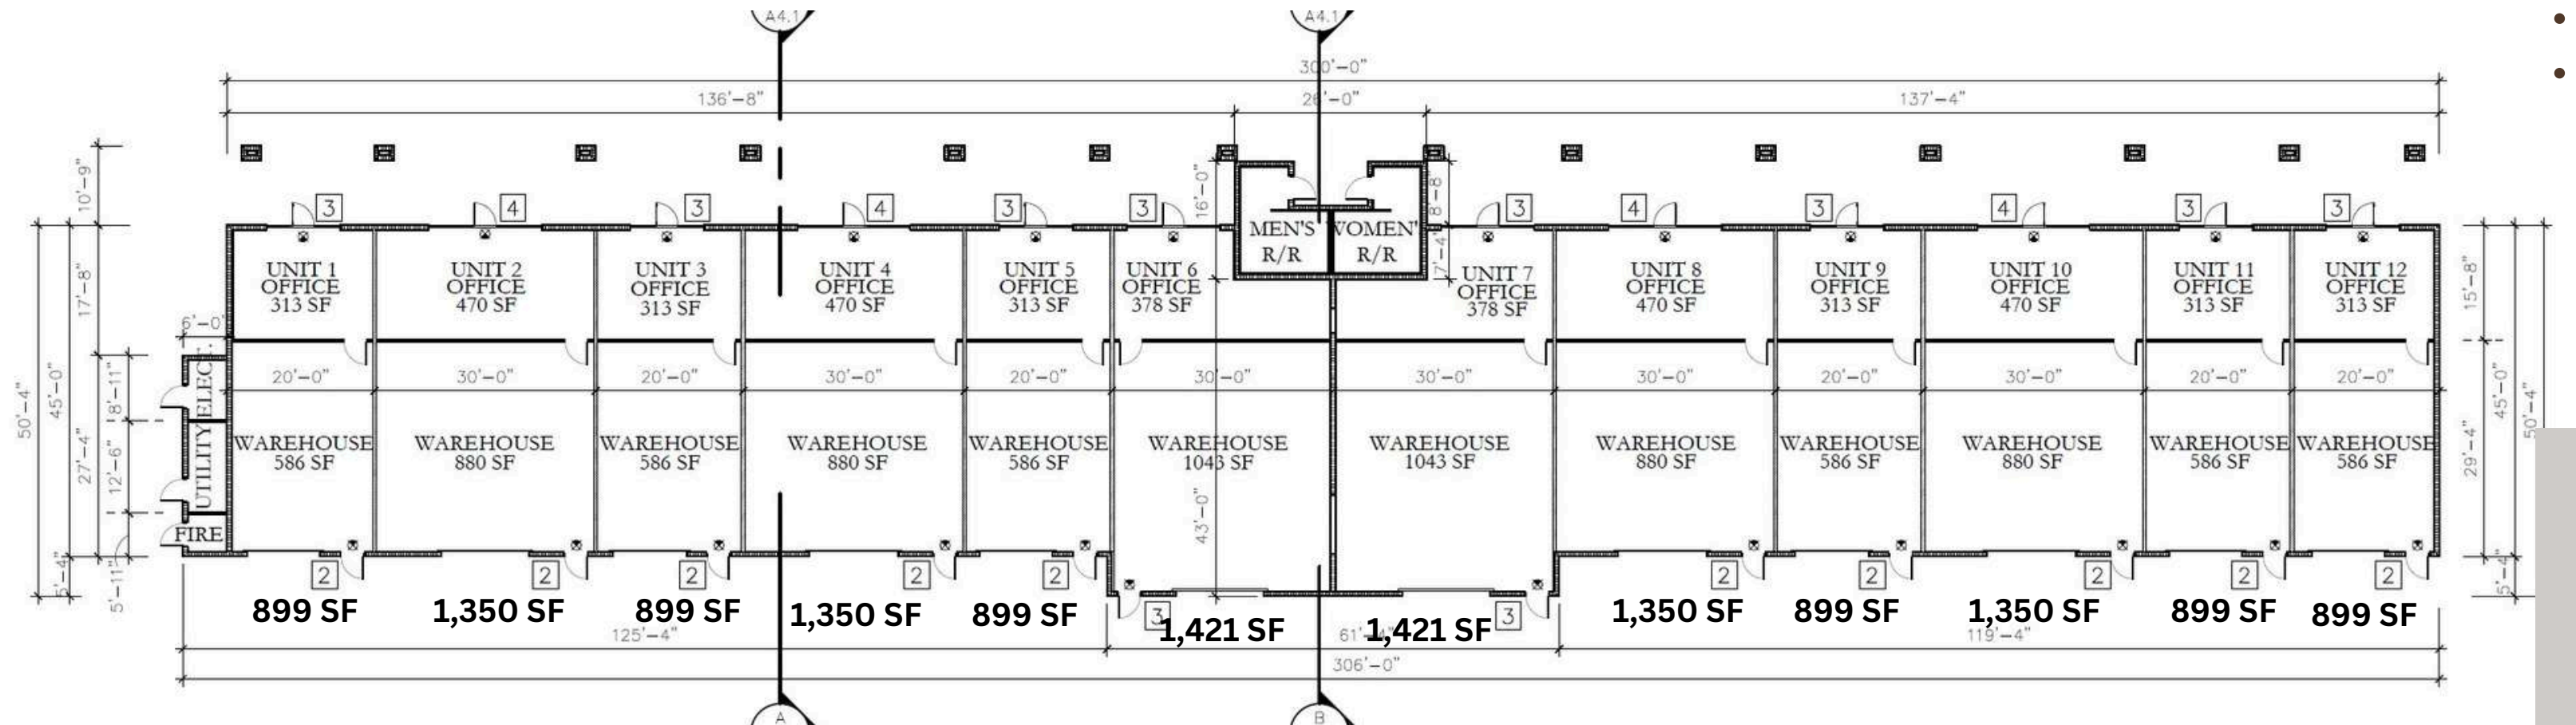 A4.1
A4.1
300'-0"
136'-8"
26'-0"
137'-4"
10'-9"
16'-0"
8'-8"
3
4
3
4
3
3
3
4
3
4
3
3
MEN'S
R/R
WOMEN'
R/R
7'-4"
UNIT 1
OFFICE
313 SF
UNIT 2
OFFICE
470 SF
UNIT 3
OFFICE
313 SF
UNIT 4
OFFICE
470 SF
UNIT 5
OFFICE
313 SF
UNIT 6
OFFICE
378 SF
UNIT 7
OFFICE
378 SF
UNIT 8
OFFICE
470 SF
UNIT 9
OFFICE
313 SF
UNIT 10
OFFICE
470 SF
UNIT 11
OFFICE
313 SF
UNIT 12
OFFICE
313 SF
17'-8"
15'-8"
6'-0"
50'-4"
45'-0"
27'-4"
8'-11"
12'-6"
5'-11"
5'-4"
ELECT.
UTILITY
FIRE
20'-0"
30'-0"
20'-0"
30'-0"
20'-0"
30'-0"
30'-0"
30'-0"
20'-0"
30'-0"
20'-0"
20'-0"
WAREHOUSE
586 SF
WAREHOUSE
880 SF
WAREHOUSE
586 SF
WAREHOUSE
880 SF
WAREHOUSE
586 SF
WAREHOUSE
1043 SF
WAREHOUSE
1043 SF
WAREHOUSE
880 SF
WAREHOUSE
586 SF
WAREHOUSE
880 SF
WAREHOUSE
586 SF
WAREHOUSE
586 SF
43'-0"
29'-4"
45'-0"
50'-4"
5'-4"
2
2
2
2
2
3
3
2
2
2
2
2
899 SF
1,350 SF
899 SF
1,350 SF
899 SF
1,421 SF
1,421 SF
1,350 SF
899 SF
1,350 SF
899 SF
899 SF
125'-4"
61'-4"
119'-4"
306'-0"
A
B